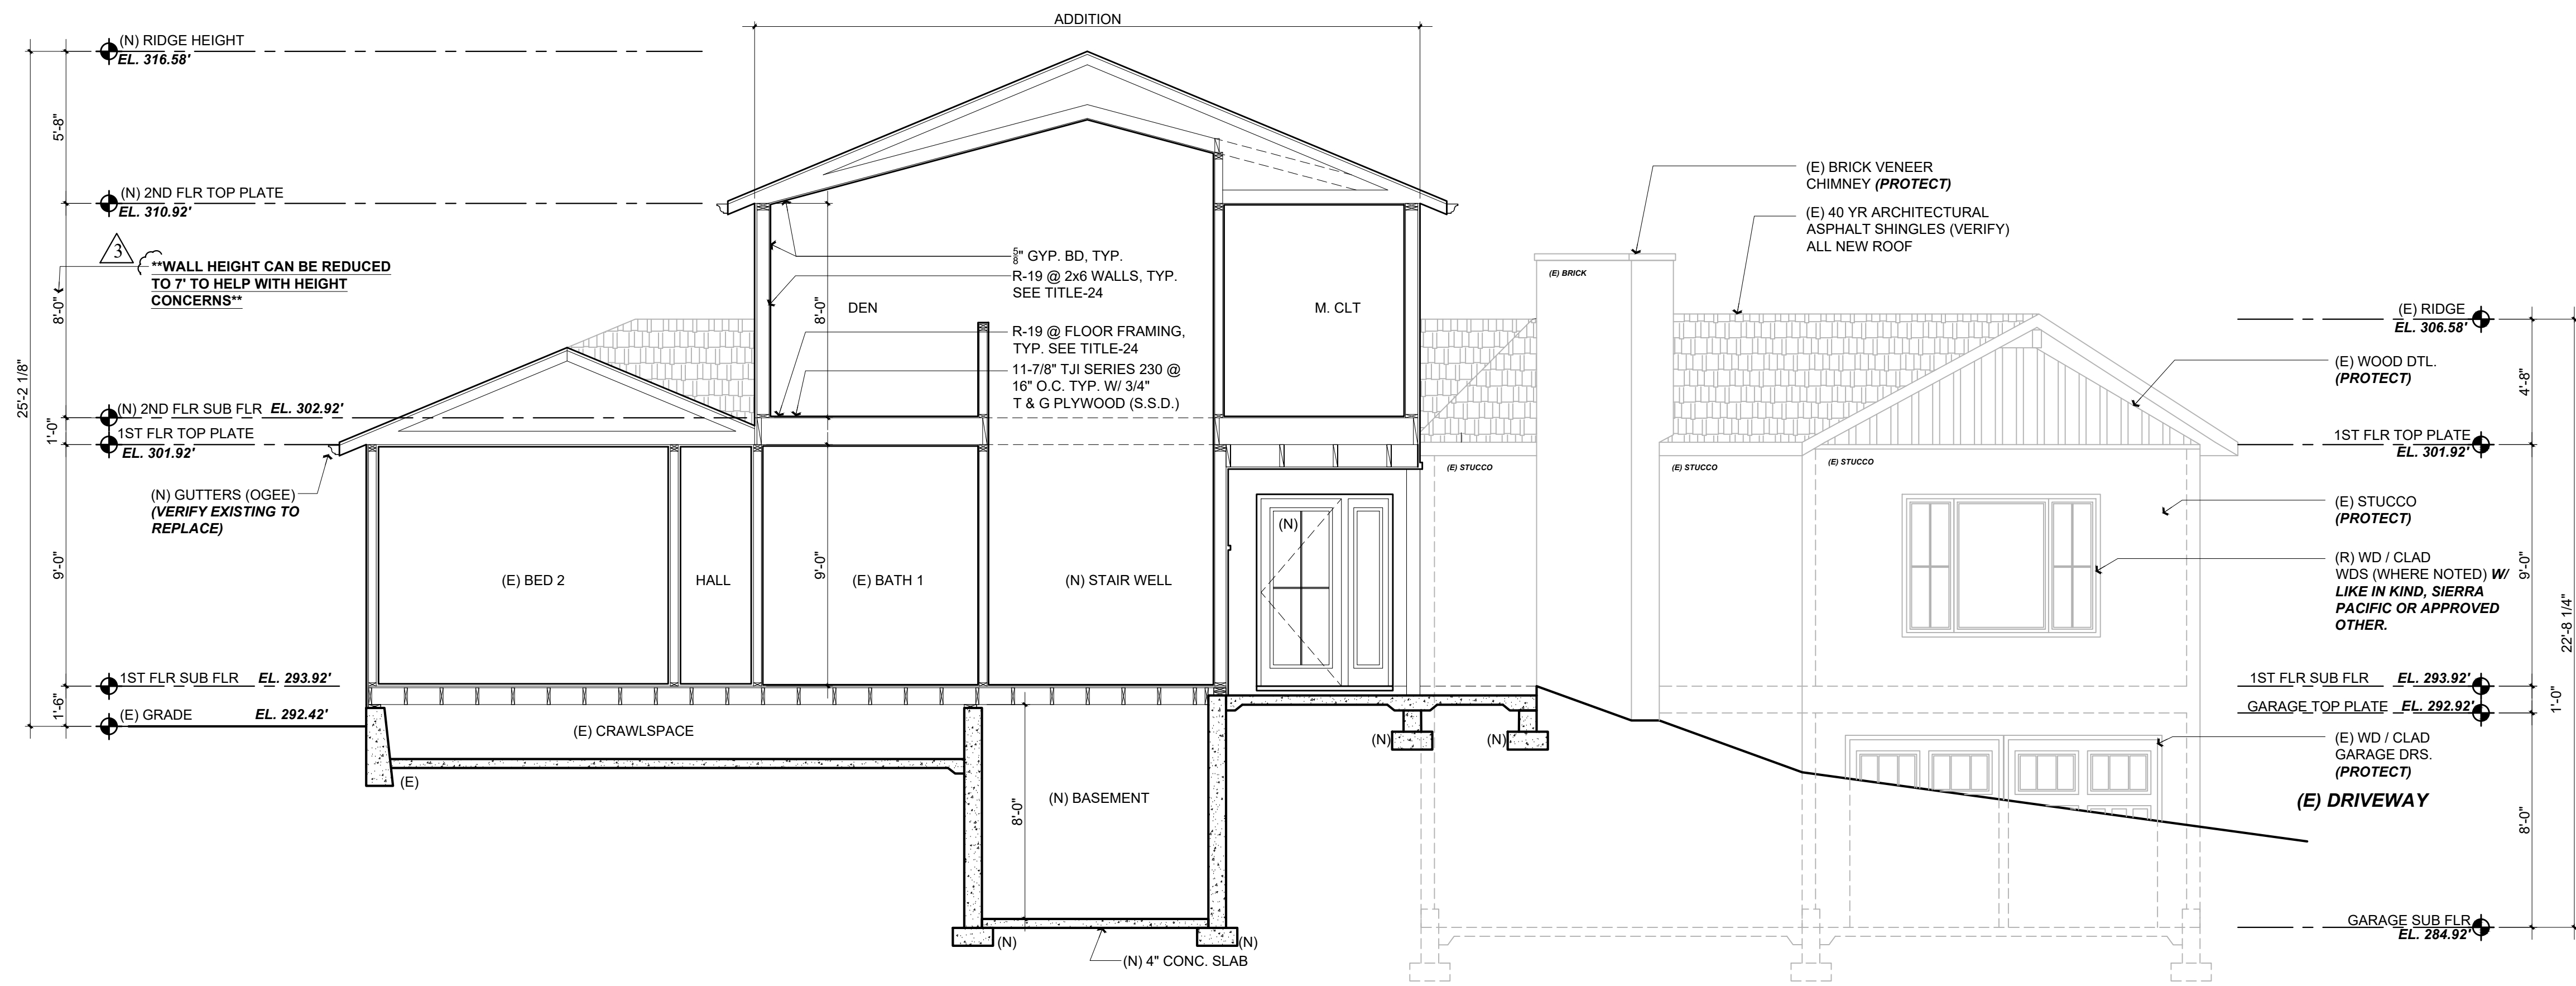 ADDITION
(N) RIDGE HEIGHT
EL. 316.58'
5'-8"
(N) 2ND FLR TOP PLATE
EL. 310.92'
3
**WALL HEIGHT CAN BE REDUCED
TO 7' TO HELP WITH HEIGHT
CONCERNS**
8'-0"
25'-2 1/8"
(N) 2ND FLR SUB FLR EL. 302.92'
1'-0"
1ST FLR TOP PLATE
EL. 301.92'
(N) GUTTERS (OGEE)
(VERIFY EXISTING TO
REPLACE)
9'-0"
1ST FLR SUB FLR EL. 293.92'
1'-6"
(E) GRADE EL. 292.42'
5/8" GYP. BD, TYP.
R-19 @ 2x6 WALLS, TYP.
SEE TITLE-24
DEN
8'-0"
M. CLT
R-19 @ FLOOR FRAMING,
TYP. SEE TITLE-24
11-7/8" TJI SERIES 230 @
16" O.C. TYP. W/ 3/4"
T & G PLYWOOD (S.S.D.)
(E) BED 2
HALL
9'-0"
(E) BATH 1
(N) STAIR WELL
(N)
(E) CRAWLSPACE
(E)
8'-0"
(N) BASEMENT
(N)
(N)
(N)
(N)
(N) 4" CONC. SLAB
(E) BRICK VENEER
CHIMNEY (PROTECT)
(E) 40 YR ARCHITECTURAL
ASPHALT SHINGLES (VERIFY)
ALL NEW ROOF
(E) BRICK
(E) STUCCO
(E) STUCCO
(E) STUCCO
(E) RIDGE
EL. 306.58'
(E) WOOD DTL.
(PROTECT)
4'-8"
1ST FLR TOP PLATE
EL. 301.92'
(E) STUCCO
(PROTECT)
(R) WD / CLAD
WDS (WHERE NOTED) W/
LIKE IN KIND, SIERRA
PACIFIC OR APPROVED
OTHER.
9'-0"
22'-8 1/4"
1ST FLR SUB FLR EL. 293.92'
1'-0"
GARAGE TOP PLATE EL. 292.92'
(E) WD / CLAD
GARAGE DRS.
(PROTECT)
(E) DRIVEWAY
8'-0"
GARAGE SUB FLR
EL. 284.92'